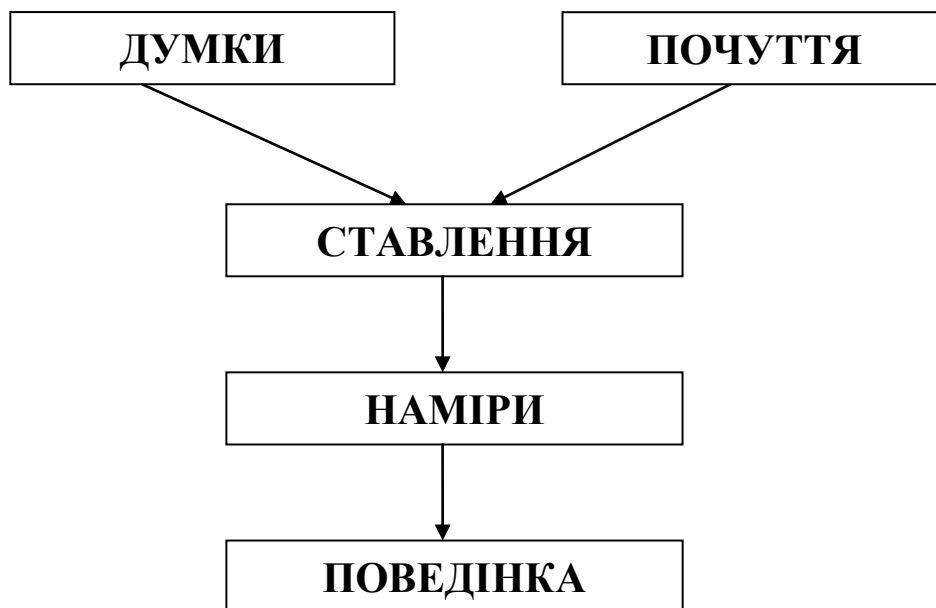 ДУМКИ
ПОЧУТТЯ
СТАВЛЕННЯ
НАМІРИ
ПОВЕДІНКА